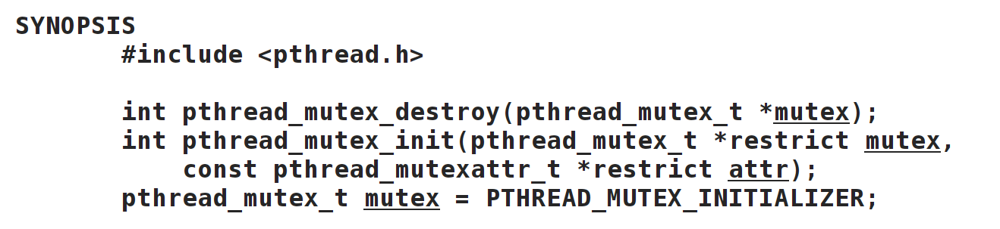 SYNOPSIS
#include <pthread.h>
int pthread_mutex_destroy(pthread_mutex_t *mutex);
int pthread_mutex_init(pthread_mutex_t *restrict mutex,
const pthread_mutexattr_t *restrict attr);
pthread_mutex_t mutex = PTHREAD_MUTEX_INITIALIZER;